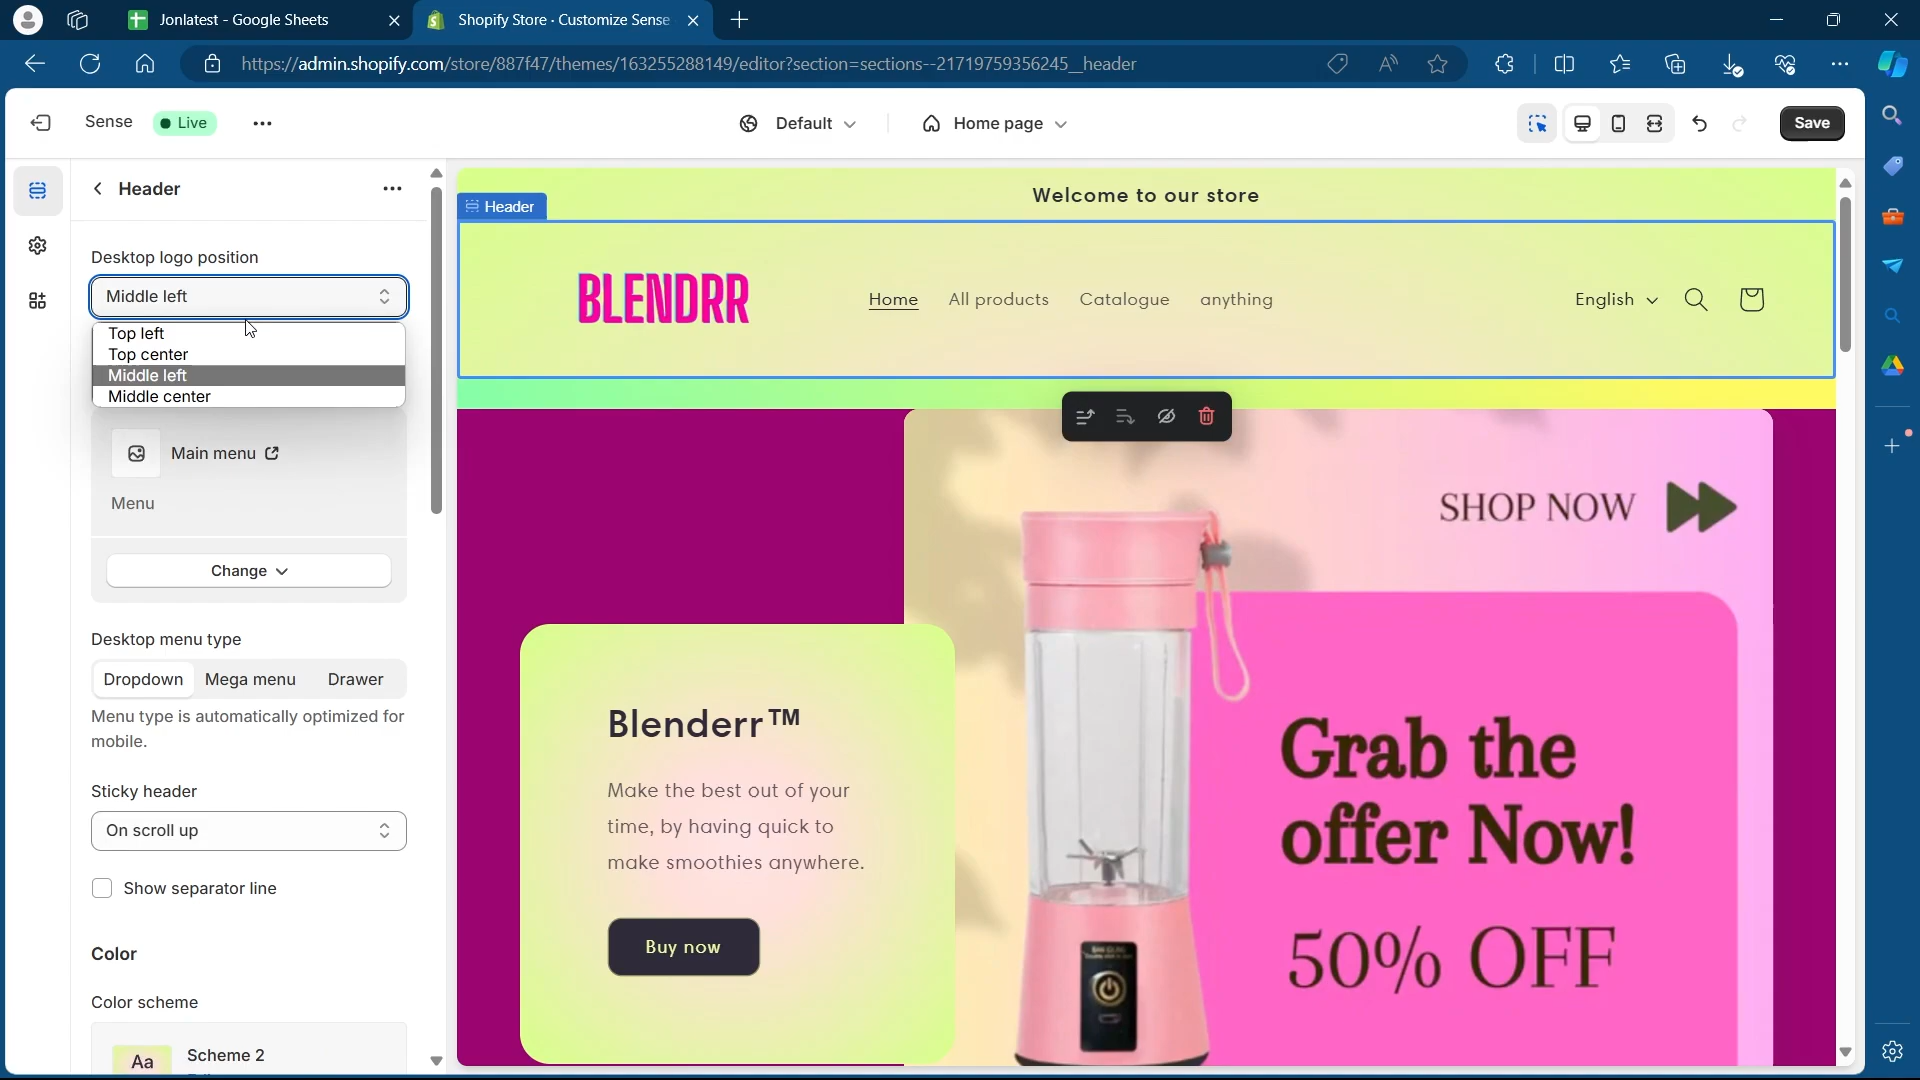 Jonlatest - Google Sheets
Shopify Store · Customize Sense
https://admin.shopify.com/store/887f47/themes/163255288149/editor?section=sections--21719759356245__header
Sense
Live
Default
Home page
Save
Header
Desktop logo position
Middle left
Top left
Top center
Middle left
Middle center
Main menu
Menu
Change
Desktop menu type
Dropdown Mega menu Drawer
Menu type is automatically optimized for
mobile.
Sticky header
On scroll up
Show separator line
Color
Color scheme
Aa
Scheme 2
Welcome to our store
Header
BLENDRR
Home All products Catalogue anything
English
SHOP NOW
Blenderr™
Make the best out of your
time, by having quick to
make smoothies anywhere.
Buy now
Grab the
offer Now!
50% OFF